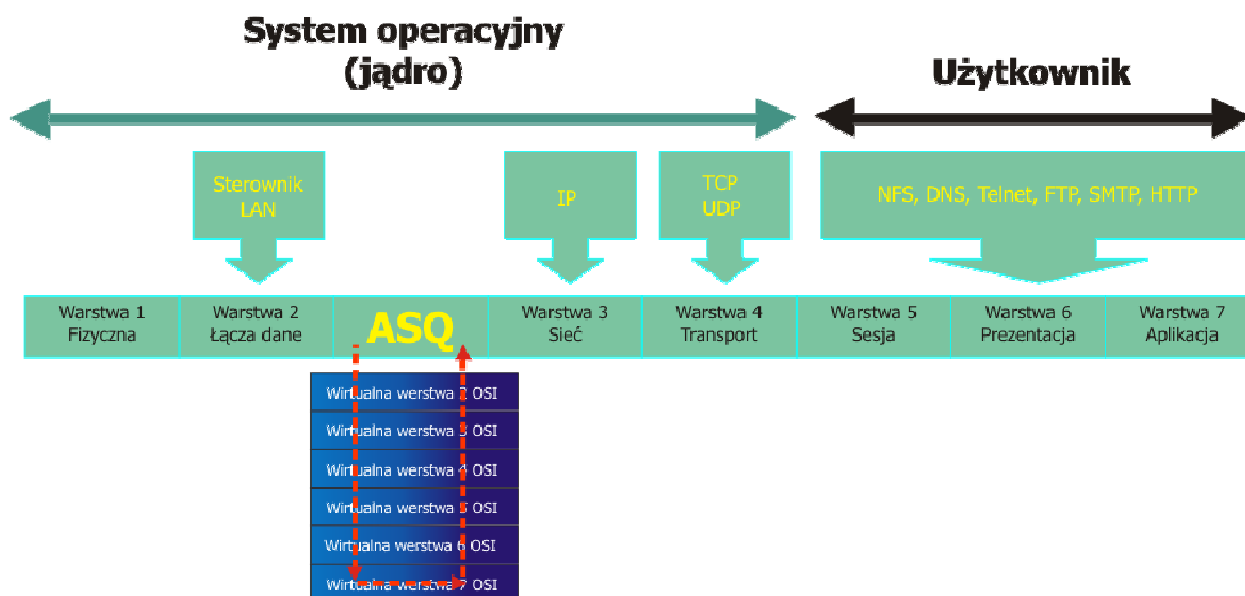 System operacyjny
(jądro)
Użytkownik
Sterownik
LAN
IP
TCP
UDP
NFS, DNS, Telnet, FTP, SMTP, HTTP
Warstwa 1
Fizyczna
Warstwa 2
Łącza dane
ASQ
Warstwa 3
Sieć
Warstwa 4
Transport
Warstwa 5
Sesja
Warstwa 6
Prezentacja
Warstwa 7
Aplikacja
Wirtualna werstwa 2 OSI
Wirtualna werstwa 3 OSI
Wirtualna werstwa 4 OSI
Wirtualna werstwa 5 OSI
Wirtualna werstwa 6 OSI
Wirtualna werstwa 7 OSI